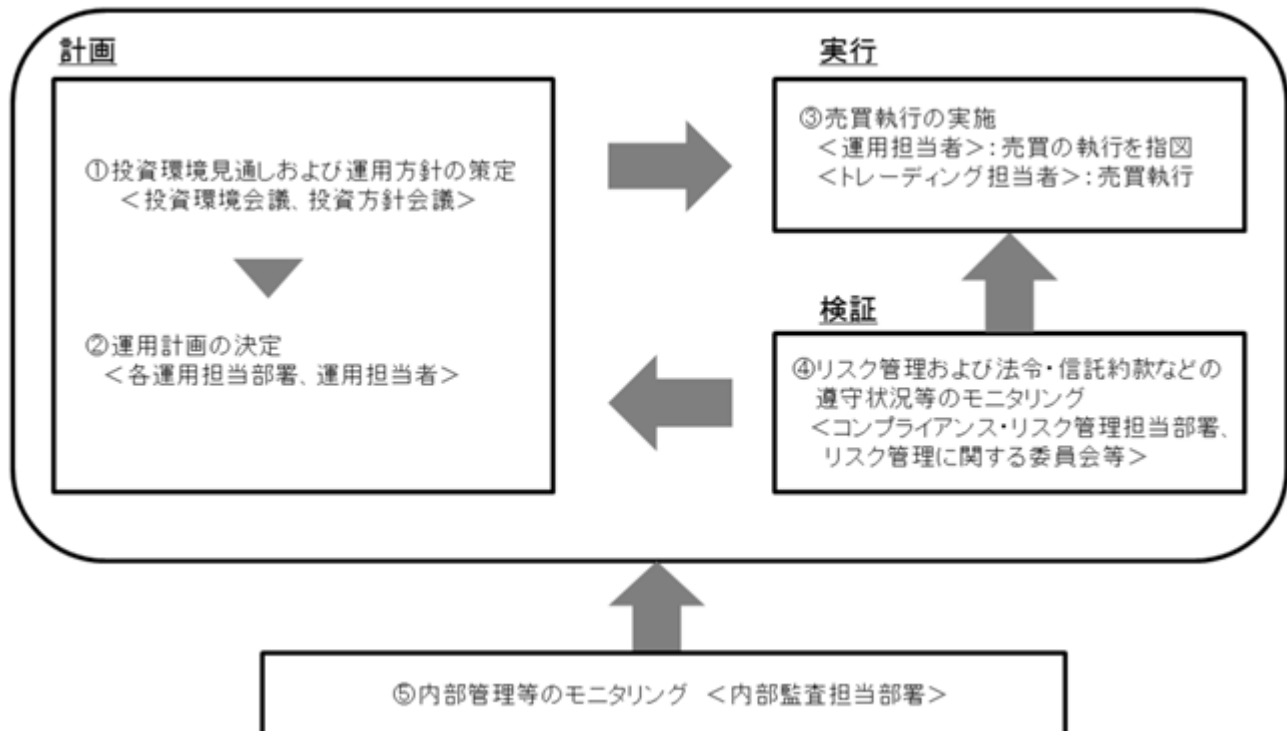 計画
①投資環境見通しおよび運用方針の策定
＜投資環境会議、投資方針会議＞
②運用計画の決定
＜各運用担当部署、運用担当者＞
実行
③売買執行の実施
＜運用担当者＞：売買の執行を指図
＜トレーディング担当者＞：売買執行
検証
④リスク管理および法令・信託約款などの
遵守状況等のモニタリング
＜コンプライアンス・リスク管理担当部署、
リスク管理に関する委員会等＞
⑤内部管理等のモニタリング ＜内部監査担当部署＞